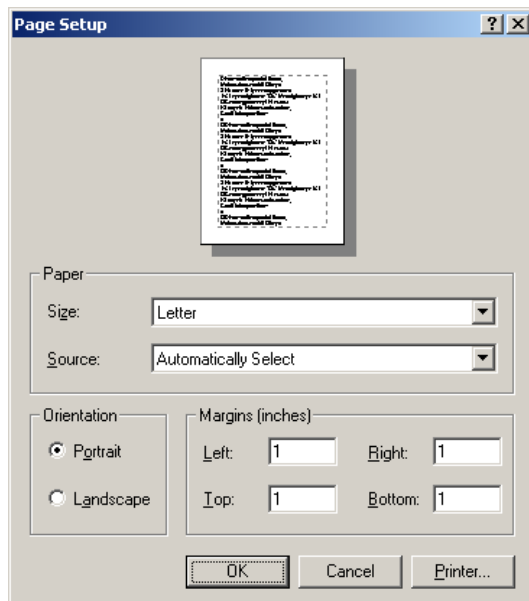 Page Setup
Paper
Size: Letter
Source: Automatically Select
Orientation
Portrait
Landscape
Margins (inches)
Left: 1 Right: 1
Top: 1 Bottom: 1
OK Cancel Printer...